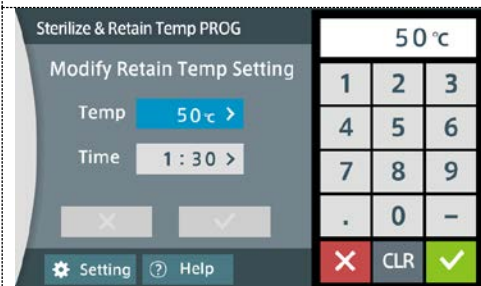 Sterilize & Retain Temp PROG
Modify Retain Temp Setting
Temp 50℃ >
Time 1:30 >
Setting ? Help
50 ℃
1 2 3
4 5 6
7 8 9
. 0 -
CLR